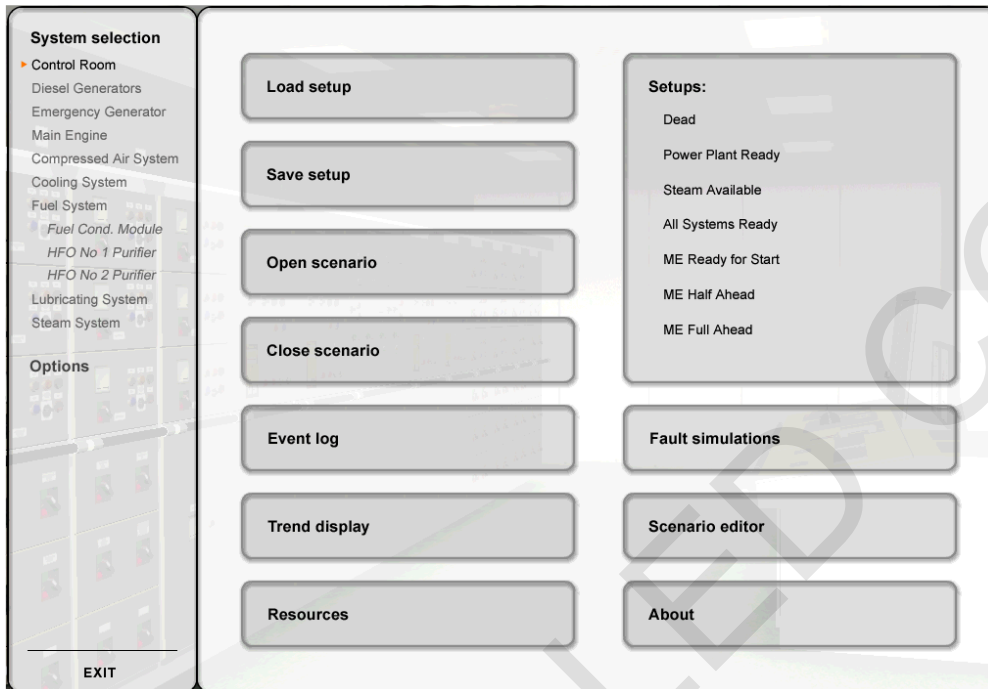 System selection
Control Room
Diesel Generators
Emergency Generator
Main Engine
Compressed Air System
Cooling System
Fuel System
Fuel Cond. Module
HFO No 1 Purifier
HFO No 2 Purifier
Lubricating System
Steam System
Options
EXIT
Load setup
Save setup
Open scenario
Close scenario
Event log
Trend display
Resources
Setups:
Dead
Power Plant Ready
Steam Available
All Systems Ready
ME Ready for Start
ME Half Ahead
ME Full Ahead
Fault simulations
Scenario editor
About